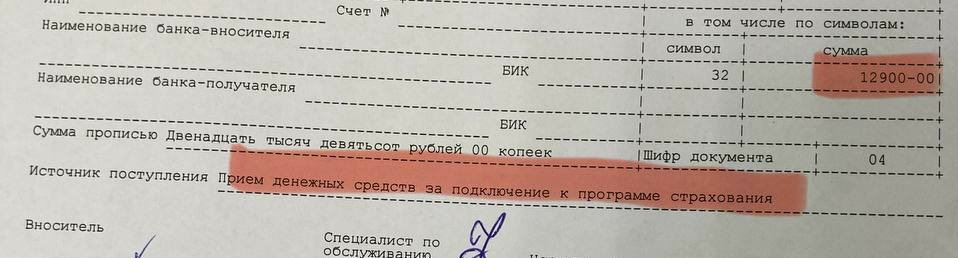 Счет №
в том числе по символам:
Наименование банка-вносителя
символ
сумма
БИК
32
12900-00
Наименование банка-получателя
БИК
Сумма прописью Двенадцать тысяч девятьсот рублей 00 копеек
Шифр документа
04
Источник поступления Прием денежных средств за подключение к программе страхования
Вноситель
Специалист по
обслуживанию